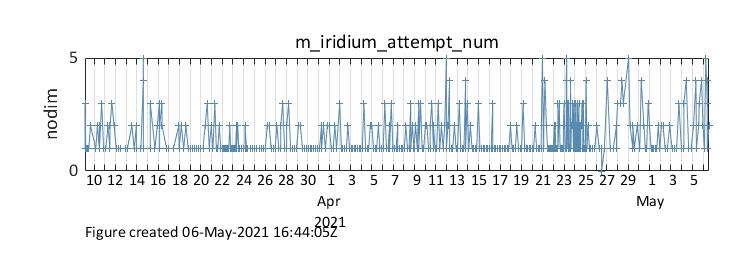 m_iridium_attempt_num
5
nodim
0
10 12 14 16 18 20 22 24 26 28 30 1 3 5 7 9 11 13 15 17 19 21 23 25 27 29 1 3 5
Apr May
2021
Figure created 06-May-2021 16:44:05Z